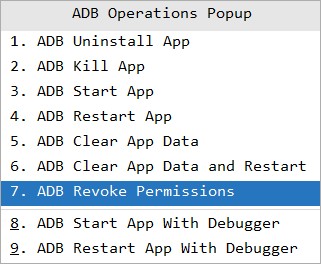 ADB Operations Popup
1. ADB Uninstall App
2. ADB Kill App
3. ADB Start App
4. ADB Restart App
5. ADB Clear App Data
6. ADB Clear App Data and Restart
7. ADB Revoke Permissions
8. ADB Start App With Debugger
9. ADB Restart App With Debugger